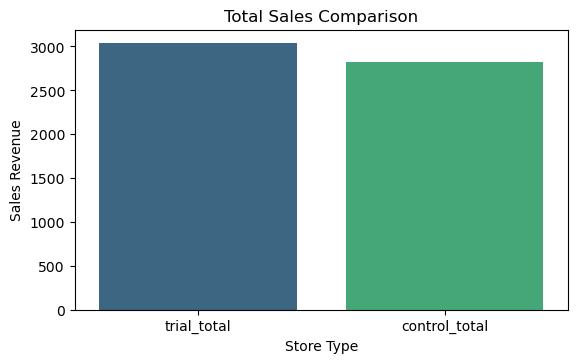 Total Sales Comparison
Sales Revenue
3000
2500
2000
1500
1000
500
0
trial_total
control_total
Store Type